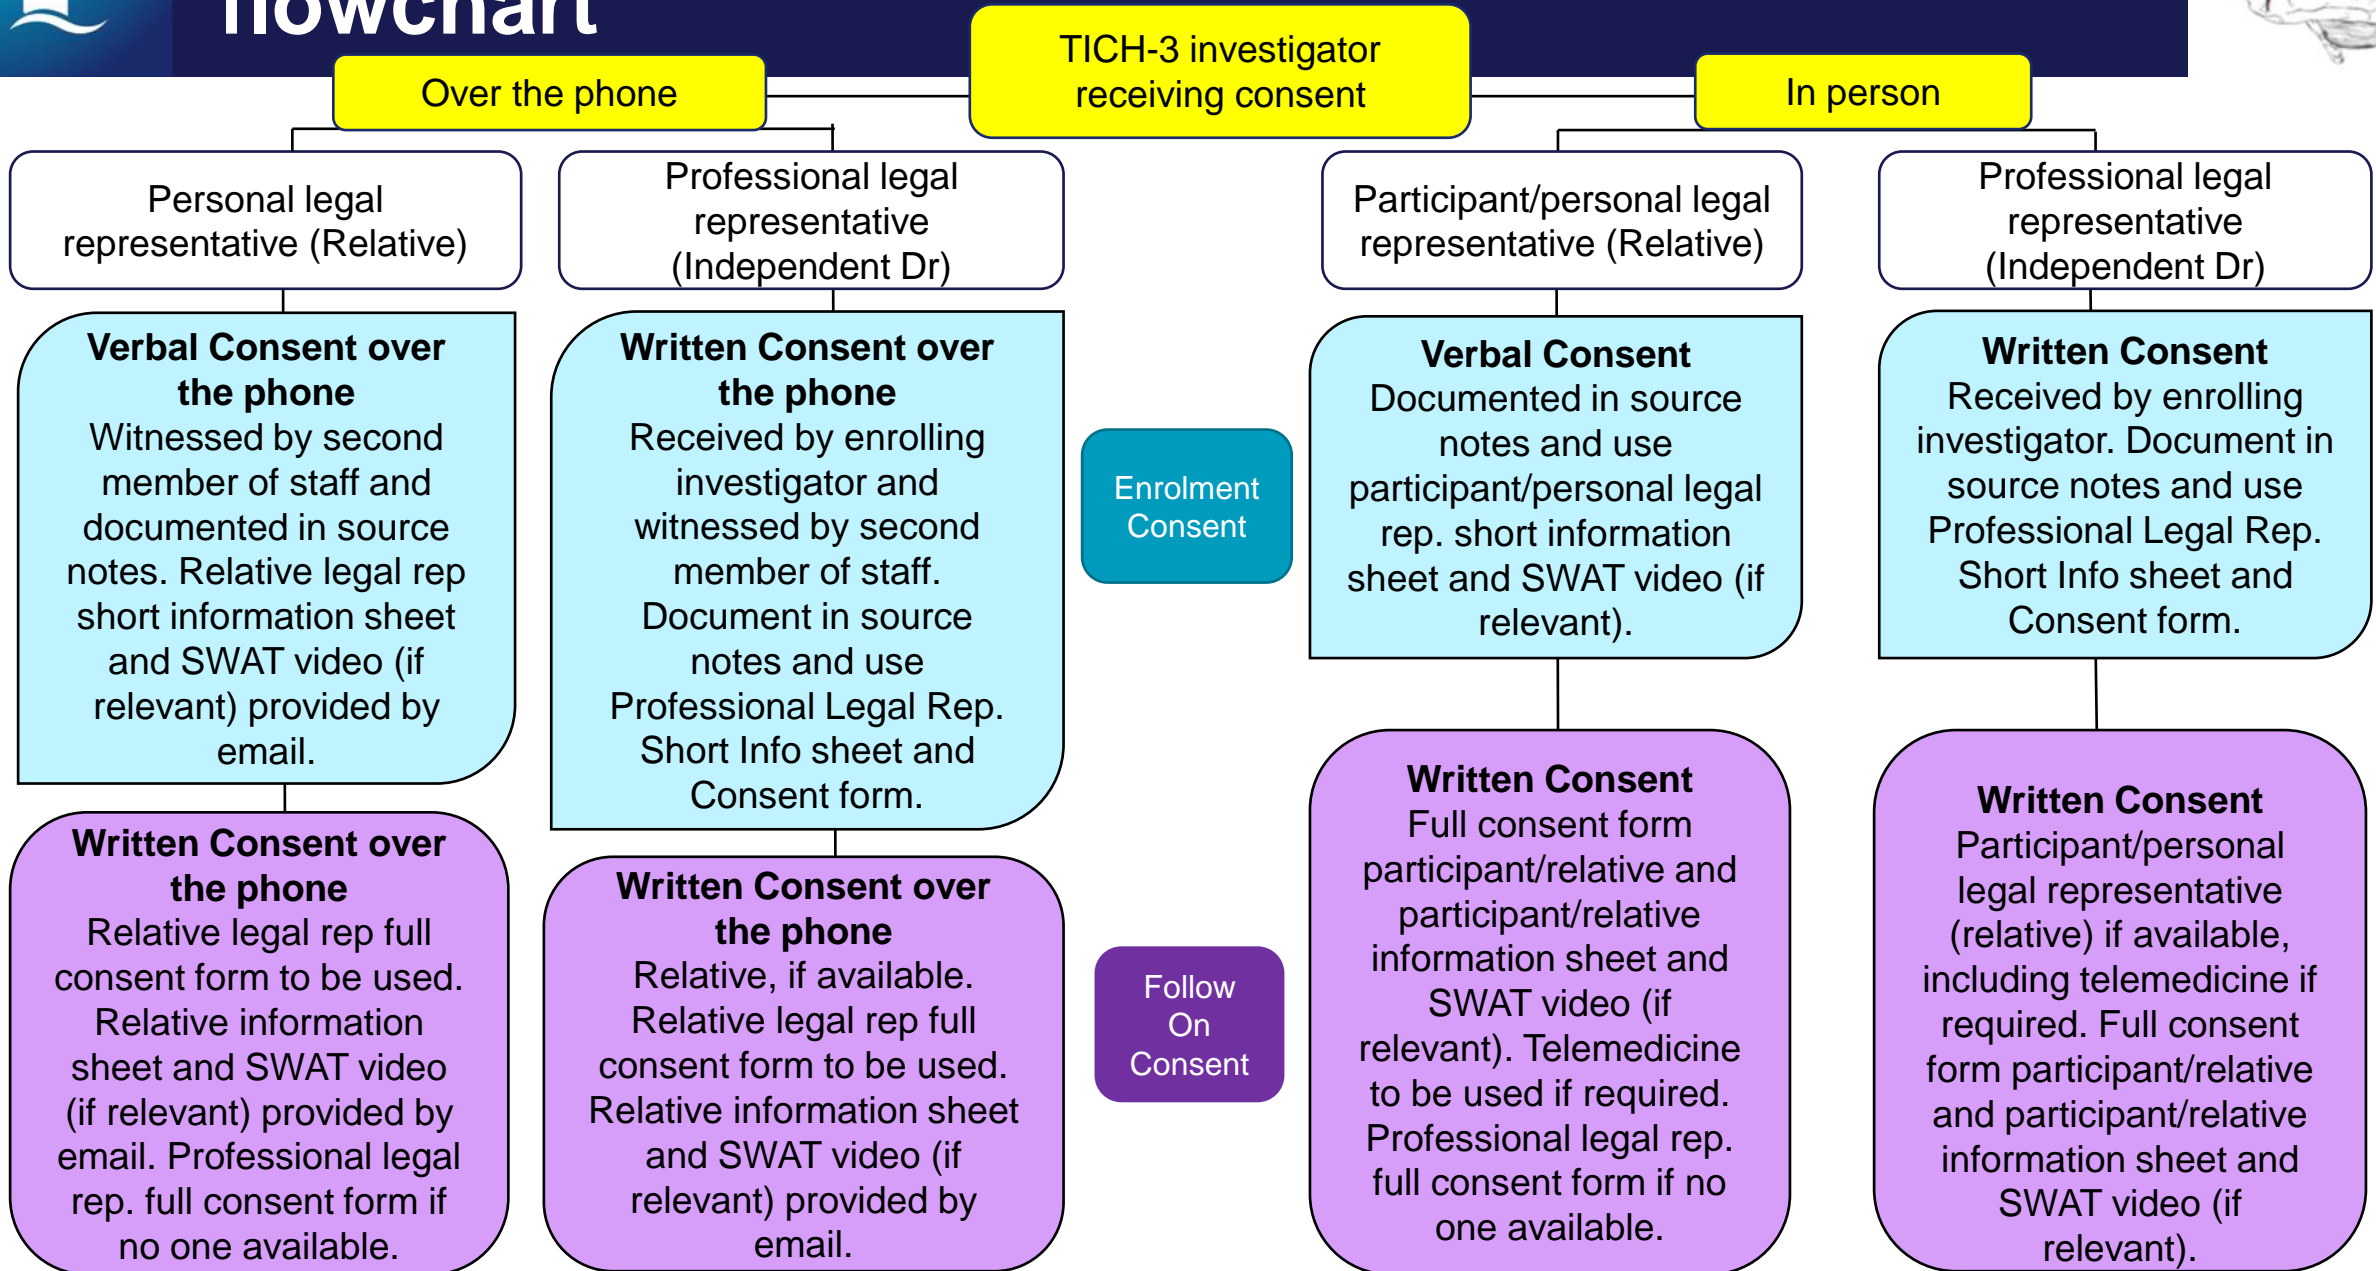 flowchart
TICH-3 investigator
receiving consent
Over the phone
In person
Personal legal
representative (Relative)
Professional legal
representative
(Independent Dr)
Participant/personal legal
representative (Relative)
Professional legal
representative
(Independent Dr)
Verbal Consent over
the phone
Witnessed by second
member of staff and
documented in source
notes. Relative legal rep
short information sheet
and SWAT video (if
relevant) provided by
email.
Written Consent over
the phone
Received by enrolling
investigator and
witnessed by second
member of staff.
Document in source
notes and use
Professional Legal Rep.
Short Info sheet and
Consent form.
Enrolment
Consent
Verbal Consent
Documented in source
notes and use
participant/personal legal
rep. short information
sheet and SWAT video (if
relevant).
Written Consent
Received by enrolling
investigator. Document in
source notes and use
Professional Legal Rep.
Short Info sheet and
Consent form.
Written Consent over
the phone
Relative legal rep full
consent form to be used.
Relative information
sheet and SWAT video
(if relevant) provided by
email. Professional legal
rep. full consent form if
no one available.
Written Consent over
the phone
Relative, if available.
Relative legal rep full
consent form to be used.
Relative information sheet
and SWAT video (if
relevant) provided by
email.
Follow
On
Consent
Written Consent
Full consent form
participant/relative and
participant/relative
information sheet and
SWAT video (if
relevant). Telemedicine
to be used if required.
Professional legal rep.
full consent form if no
one available.
Written Consent
Participant/personal
legal representative
(relative) if available,
including telemedicine if
required. Full consent
form participant/relative
and participant/relative
information sheet and
SWAT video (if
relevant).